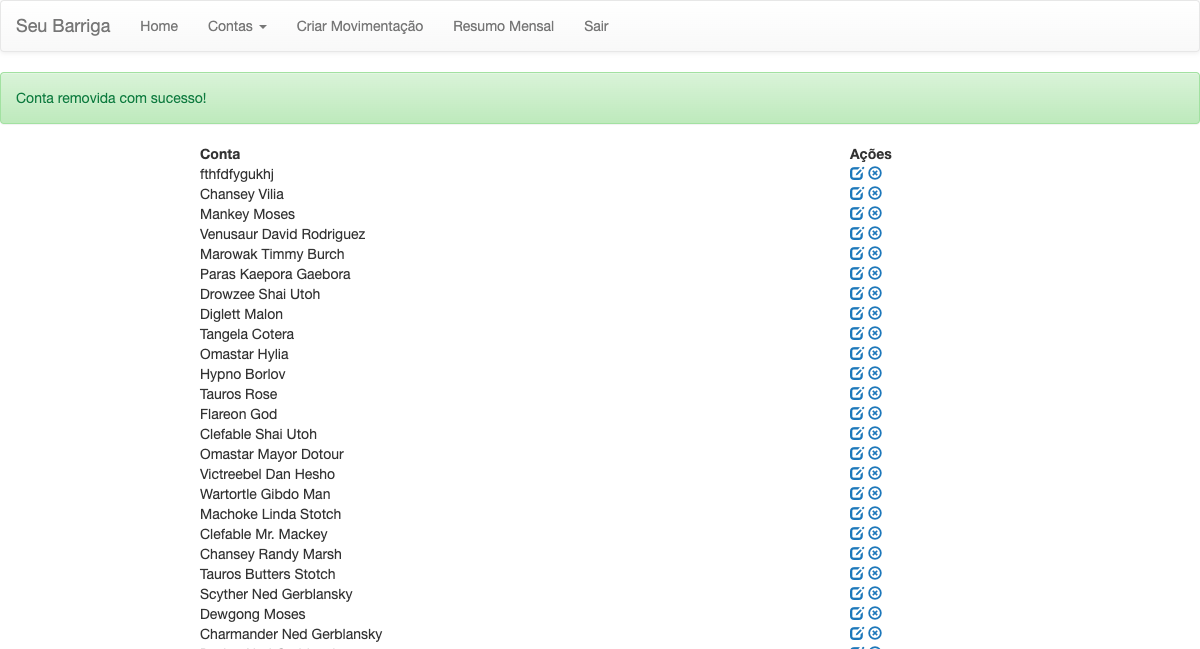 Seu Barriga Home Contas Criar Movimentação Resumo Mensal Sair
Conta removida com sucesso!
Conta Ações
fthfdfygukhj
Chansey Vilia
Mankey Moses
Venusaur David Rodriguez
Marowak Timmy Burch
Paras Kaepora Gaebora
Drowzee Shai Utoh
Diglett Malon
Tangela Cotera
Omastar Hylia
Hypno Borlov
Tauros Rose
Flareon God
Clefable Shai Utoh
Omastar Mayor Dotour
Victreebel Dan Hesho
Wartortle Gibdo Man
Machoke Linda Stotch
Clefable Mr. Mackey
Chansey Randy Marsh
Tauros Butters Stotch
Scyther Ned Gerblansky
Dewgong Moses
Charmander Ned Gerblansky